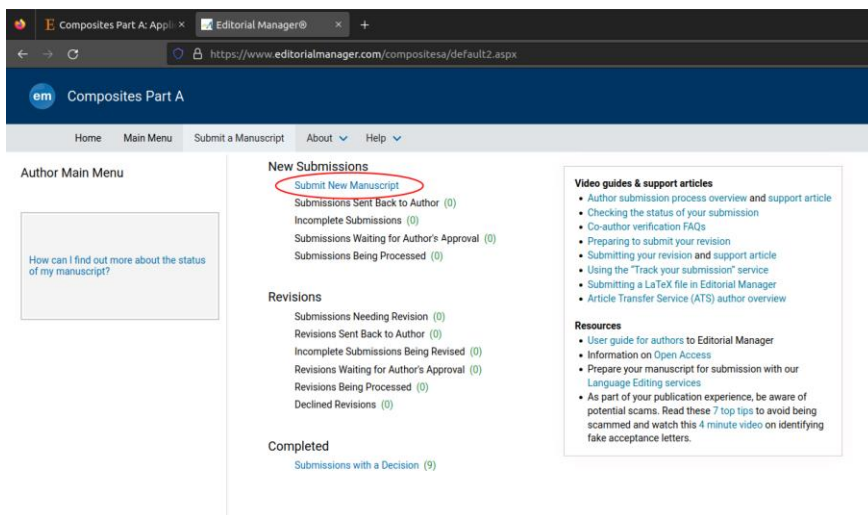 E Composites Part A: Appli ×
Editorial Manager® ×
https://www.editorialmanager.com/compositesa/default2.aspx
em Composites Part A
Home Main Menu Submit a Manuscript About Help
Author Main Menu
How can I find out more about the status
of my manuscript?
New Submissions
Submit New Manuscript
Submissions Sent Back to Author (0)
Incomplete Submissions (0)
Submissions Waiting for Author's Approval (0)
Submissions Being Processed (0)
Revisions
Submissions Needing Revision (0)
Revisions Sent Back to Author (0)
Incomplete Submissions Being Revised (0)
Revisions Waiting for Author's Approval (0)
Revisions Being Processed (0)
Declined Revisions (0)
Completed
Submissions with a Decision (9)
Video guides & support articles
• Author submission process overview and support article
• Checking the status of your submission
• Co-author verification FAQs
• Preparing to submit your revision
• Submitting your revision and support article
• Using the "Track your submission" service
• Submitting a LaTeX file in Editorial Manager
• Article Transfer Service (ATS) author overview
Resources
• User guide for authors to Editorial Manager
• Information on Open Access
• Prepare your manuscript for submission with our
Language Editing services
• As part of your publication experience, be aware of
potential scams. Read these 7 top tips to avoid being
scammed and watch this 4 minute video on identifying
fake acceptance letters.